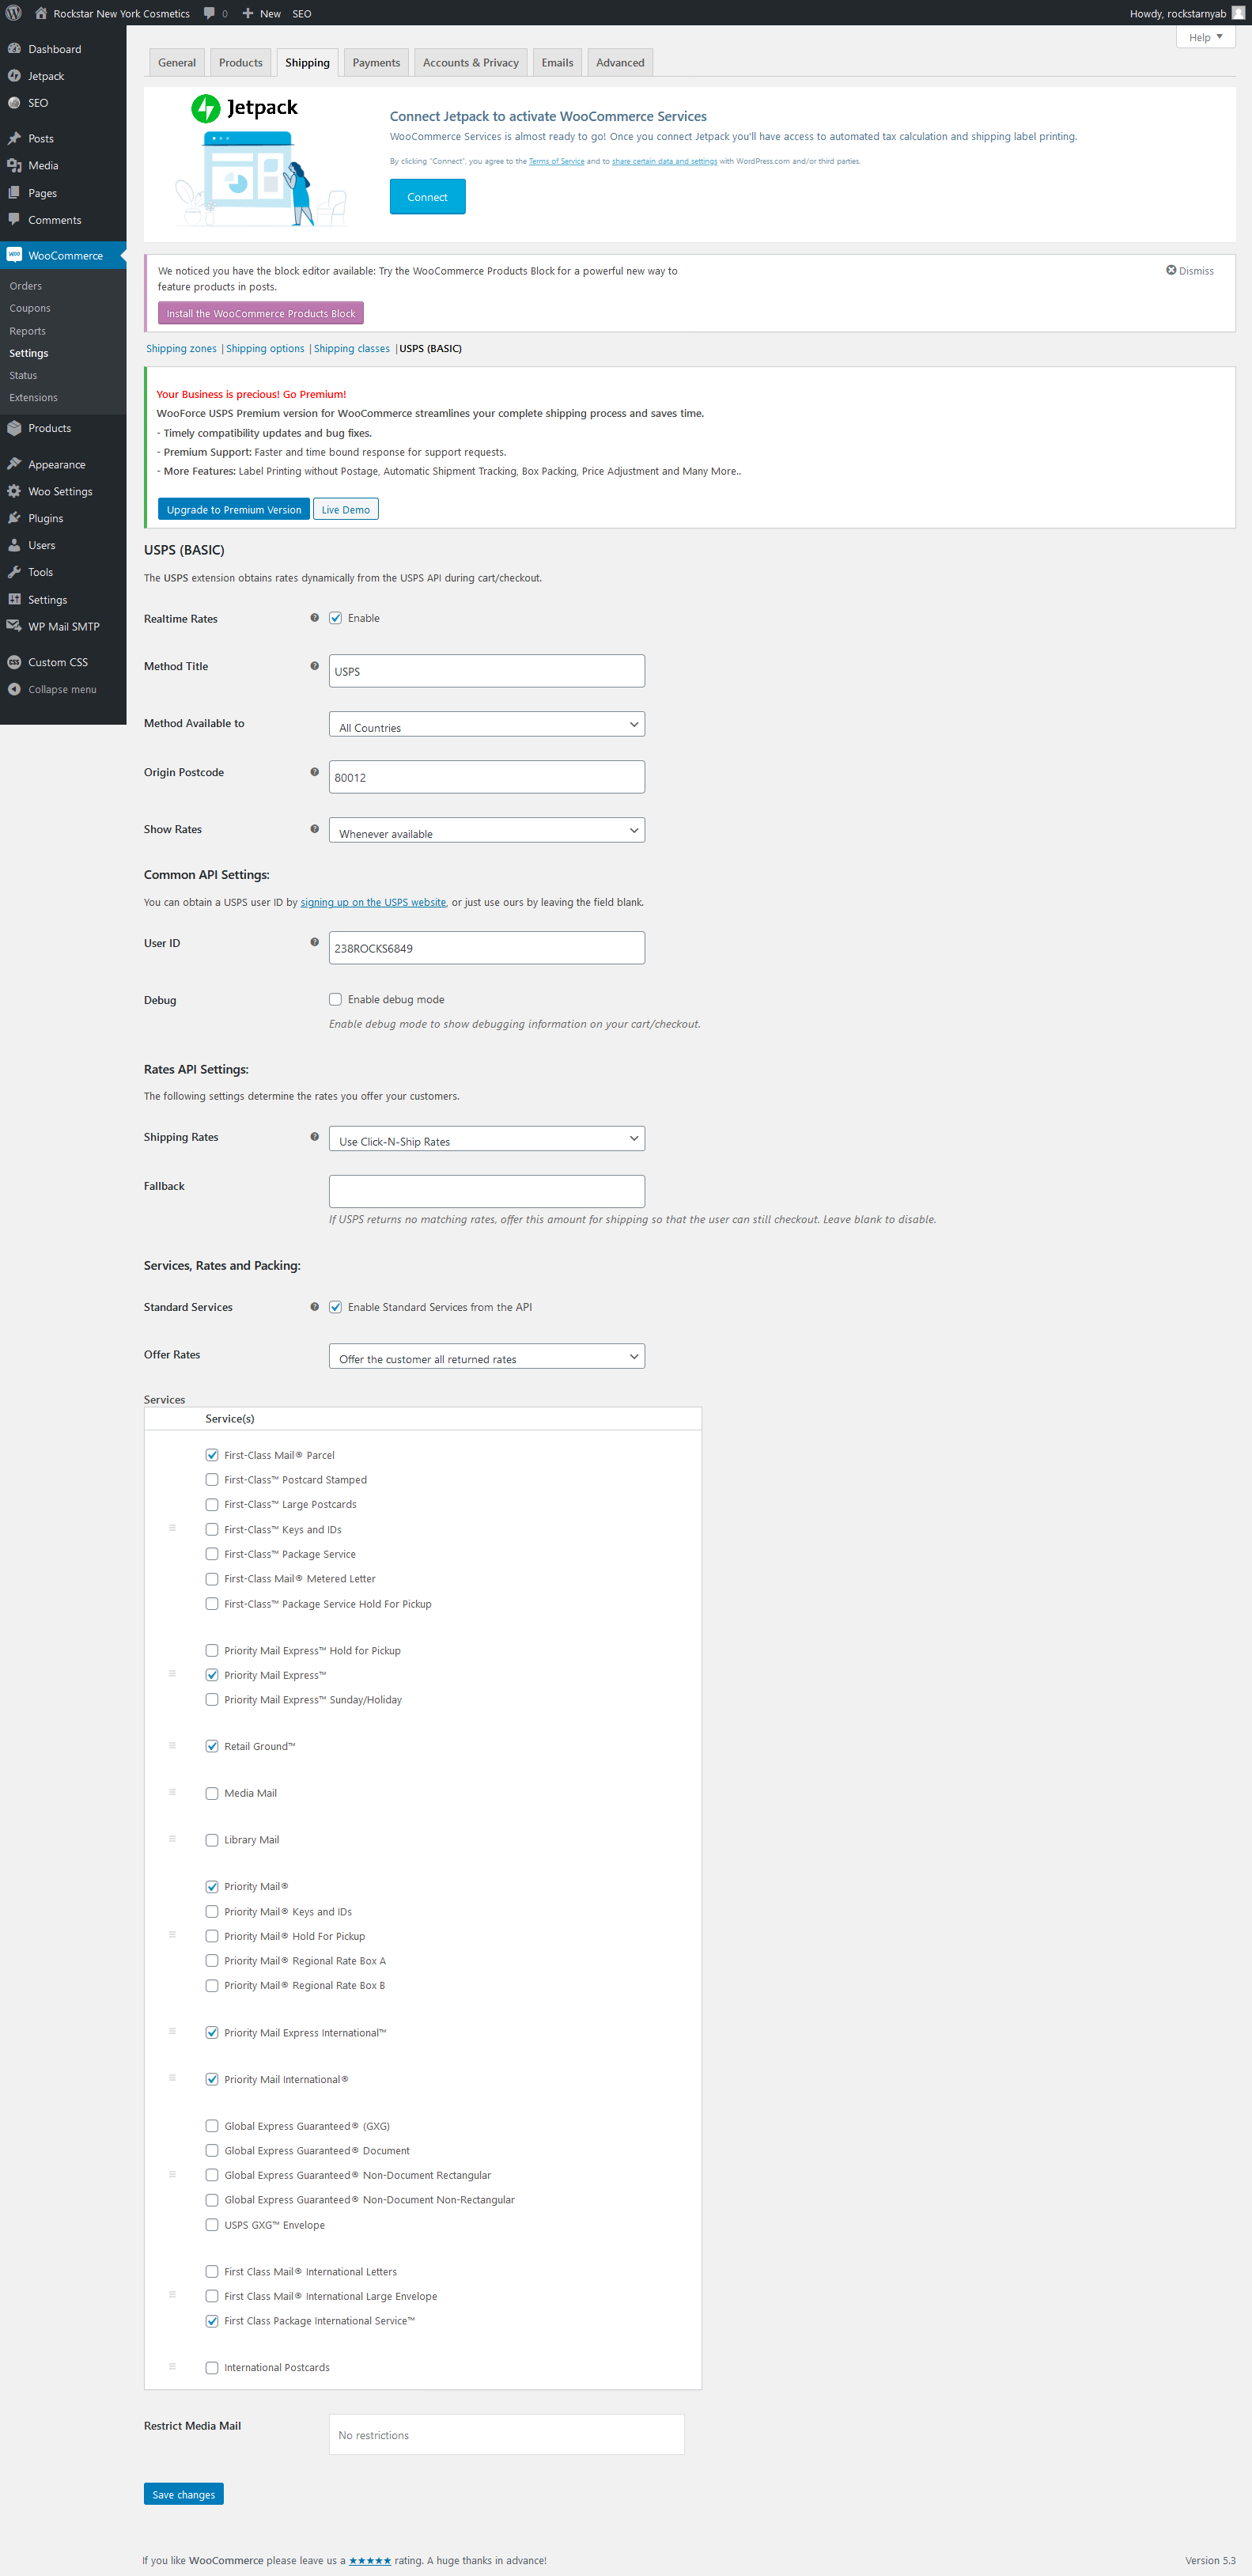 Rockstar New York Cosmetics 0 New SEO Howdy, rockstarnyab
Help
Dashboard
Jetpack
SEO
Posts
Media
Pages
Comments
WooCommerce
Orders
Coupons
Reports
Settings
Status
Extensions
Products
Appearance
Woo Settings
Plugins
Users
Tools
Settings
WP Mail SMTP
Custom CSS
Collapse menu
General Products Shipping Payments Accounts & Privacy Emails Advanced
Jetpack
Connect Jetpack to activate WooCommerce Services
WooCommerce Services is almost ready to go! Once you connect Jetpack you'll have access to automated tax calculation and shipping label printing.
By clicking "Connect", you agree to the Terms of Service and to share certain data and settings with WordPress.com and/or third parties.
Connect
We noticed you have the block editor available: Try the WooCommerce Products Block for a powerful new way to
feature products in posts.
Dismiss
Install the WooCommerce Products Block
Shipping zones | Shipping options | Shipping classes | USPS (BASIC)
Your Business is precious! Go Premium!
WooForce USPS Premium version for WooCommerce streamlines your complete shipping process and saves time.
- Timely compatibility updates and bug fixes.
- Premium Support: Faster and time bound response for support requests.
- More Features: Label Printing without Postage, Automatic Shipment Tracking, Box Packing, Price Adjustment and Many More..
Upgrade to Premium Version Live Demo
USPS (BASIC)
The USPS extension obtains rates dynamically from the USPS API during cart/checkout.
Realtime Rates Enable
Method Title USPS
Method Available to All Countries
Origin Postcode 80012
Show Rates Whenever available
Common API Settings:
You can obtain a USPS user ID by signing up on the USPS website, or just use ours by leaving the field blank.
User ID 238ROCKS6849
Debug Enable debug mode
Enable debug mode to show debugging information on your cart/checkout.
Rates API Settings:
The following settings determine the rates you offer your customers.
Shipping Rates Use Click-N-Ship Rates
Fallback
If USPS returns no matching rates, offer this amount for shipping so that the user can still checkout. Leave blank to disable.
Services, Rates and Packing:
Standard Services Enable Standard Services from the API
Offer Rates Offer the customer all returned rates
Services
Service(s)
First-Class Mail® Parcel
First-Class™ Postcard Stamped
First-Class™ Large Postcards
First-Class™ Keys and IDs
First-Class™ Package Service
First-Class Mail® Metered Letter
First-Class™ Package Service Hold For Pickup
Priority Mail Express™ Hold for Pickup
Priority Mail Express™
Priority Mail Express™ Sunday/Holiday
Retail Ground™
Media Mail
Library Mail
Priority Mail®
Priority Mail® Keys and IDs
Priority Mail® Hold For Pickup
Priority Mail® Regional Rate Box A
Priority Mail® Regional Rate Box B
Priority Mail Express International™
Priority Mail International®
Global Express Guaranteed® (GXG)
Global Express Guaranteed® Document
Global Express Guaranteed® Non-Document Rectangular
Global Express Guaranteed® Non-Document Non-Rectangular
USPS GXG™ Envelope
First Class Mail® International Letters
First Class Mail® International Large Envelope
First Class Package International Service™
International Postcards
Restrict Media Mail No restrictions
Save changes
If you like WooCommerce please leave us a ★★★★★ rating. A huge thanks in advance! Version 5.3